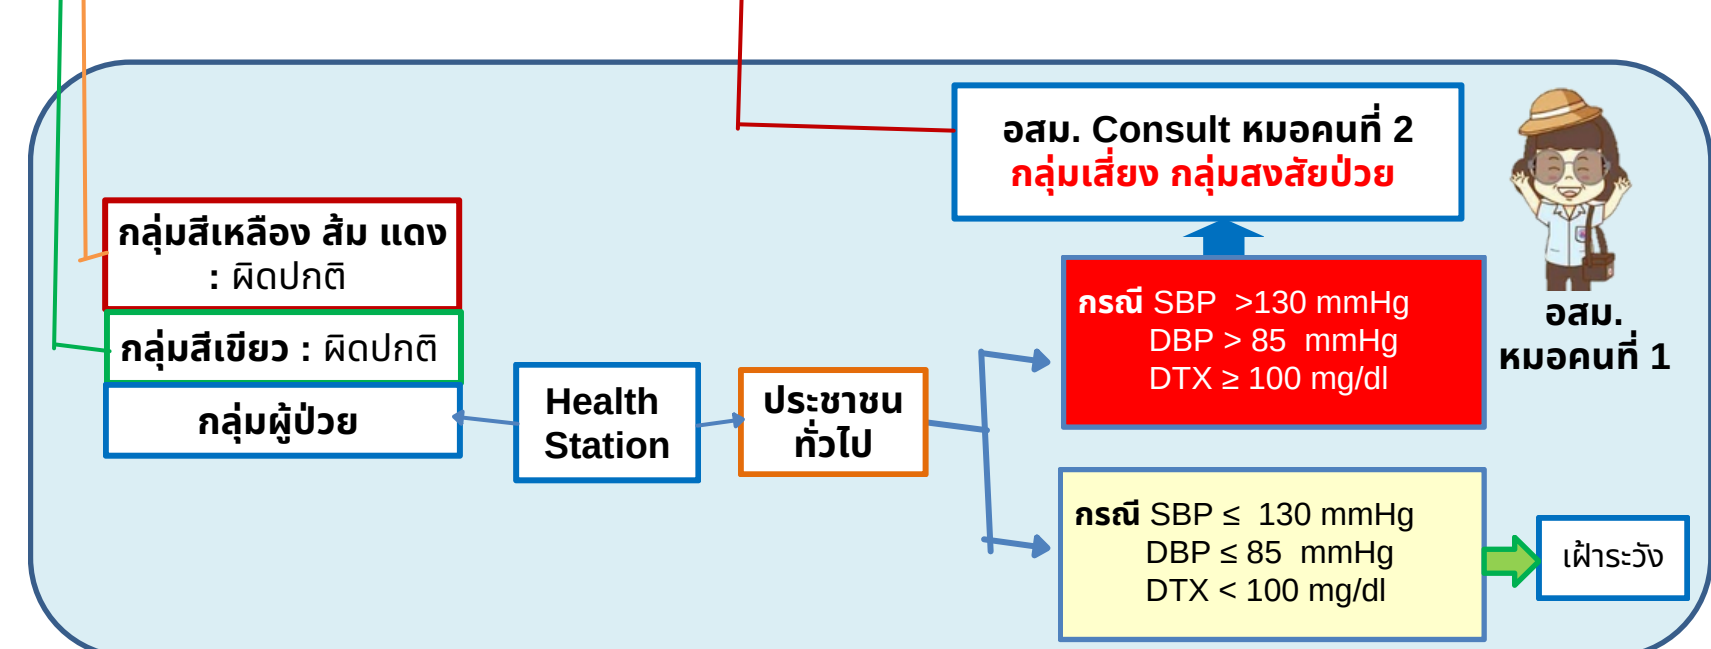 อสม. Consult หมอคนที่ 2
กลุ่มเสี่ยง กลุ่มสงสัยป่วย
กลุ่มสีเหลือง ส้ม แดง
: ผิดปกติ
กลุ่มสีเขียว : ผิดปกติ
กลุ่มผู้ป่วย
Health
Station
ประชาชน
ทั่วไป
กรณี SBP >130 mmHg
DBP > 85 mmHg
DTX ≥ 100 mg/dl
อสม.
หมอคนที่ 1
กรณี SBP ≤ 130 mmHg
DBP ≤ 85 mmHg
DTX < 100 mg/dl
เฝ้าระวัง